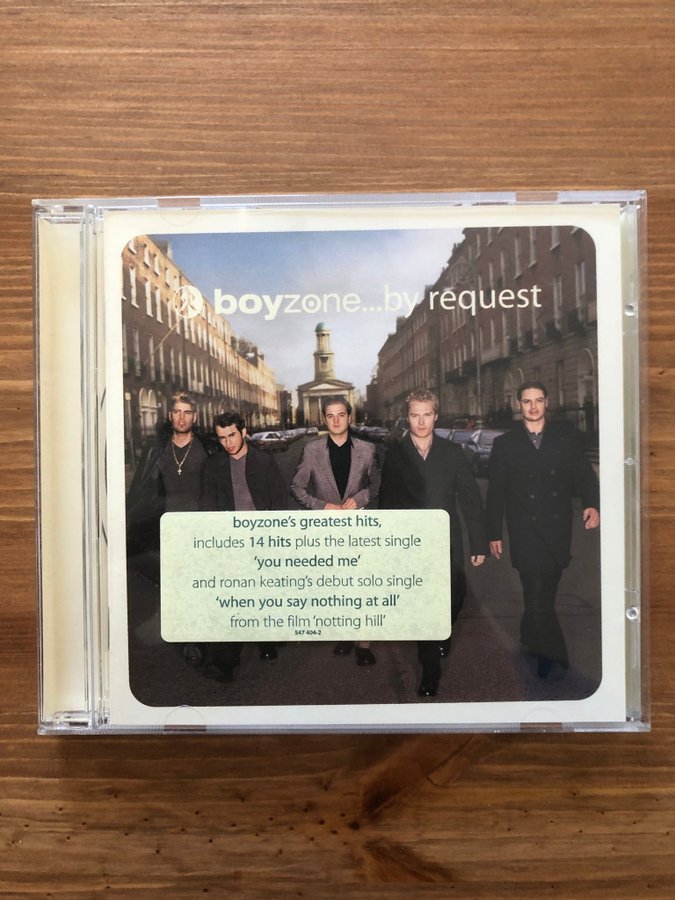 boyzone...by request
boyzone's greatest hits,
includes 14 hits plus the latest single
'you needed me'
and ronan keating's debut solo single
'when you say nothing at all'
from the film 'notting hill'
547 404-2